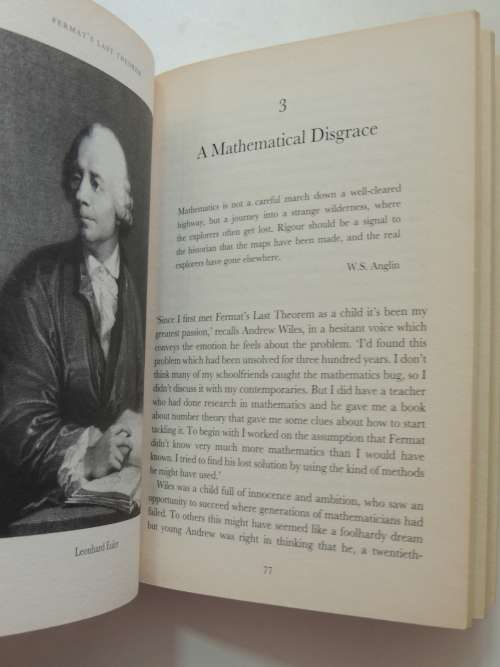 FERMAT'S LAST THEOREM
Leonhard Euler
3
A Mathematical Disgrace
Mathematics is not a careful march down a well-cleared
highway, but a journey into a strange wilderness, where
the explorers often get lost. Rigour should be a signal to
the historian that the maps have been made, and the real
explorers have gone elsewhere.
W.S. Anglin
'Since I first met Fermat's Last Theorem as a child it's been my
greatest passion,' recalls Andrew Wiles, in a hesitant voice which
conveys the emotion he feels about the problem. 'I'd found this
problem which had been unsolved for three hundred years. I don't
think many of my schoolfriends caught the mathematics bug, so I
didn't discuss it with my contemporaries. But I did have a teacher
who had done research in mathematics and he gave me a book
about number theory that gave me some clues about how to start
tackling it. To begin with I worked on the assumption that Fermat
didn't know very much more mathematics than I would have
known. I tried to find his lost solution by using the kind of methods
he might have used.'
Wiles was a child full of innocence and ambition, who saw an
opportunity to succeed where generations of mathematicians had
failed. To others this might have seemed like a foolhardy dream
but young Andrew was right in thinking that he, a twentieth-
77